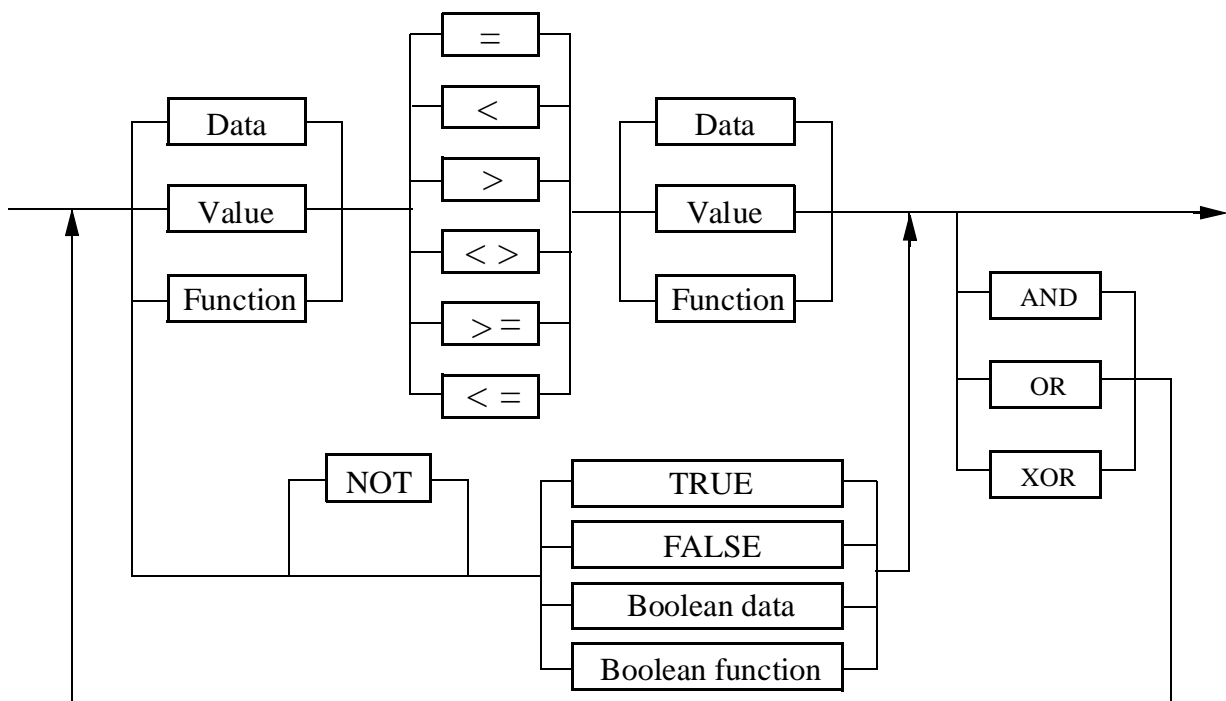 =
<
>
< >
> =
< =
Data
Value
Function
Data
Value
Function
AND
OR
XOR
NOT
TRUE
FALSE
Boolean data
Boolean function